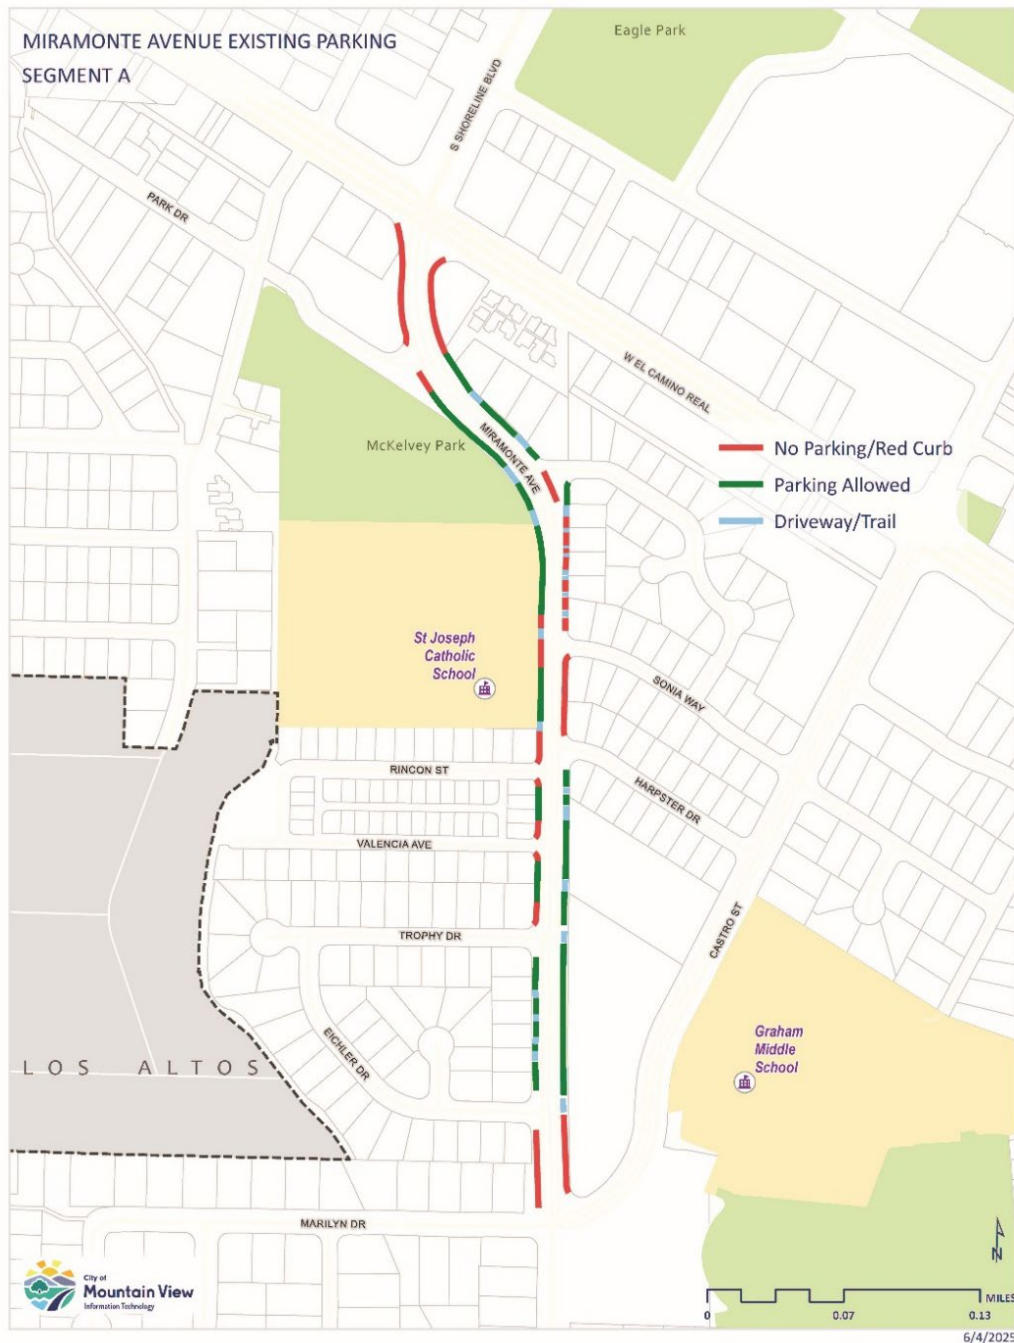 MIRAMONTE AVENUE EXISTING PARKING
SEGMENT A
Eagle Park
S SHORELINE BLVD
PARK DR
W EL CAMINO REAL
McKelvey Park
MIRAMONTE AVE
No Parking/Red Curb
Parking Allowed
Driveway/Trail
St Joseph
Catholic
School
SONIA WAY
RINCON ST
HARPSTER DR
VALENCIA AVE
TROPHY DR
CASTRO ST
EICHLER DR
Graham
Middle
School
LOS ALTOS
MARILYN DR
N
City of
Mountain View
Information Technology
MILES
0 0.07 0.13
6/4/2025